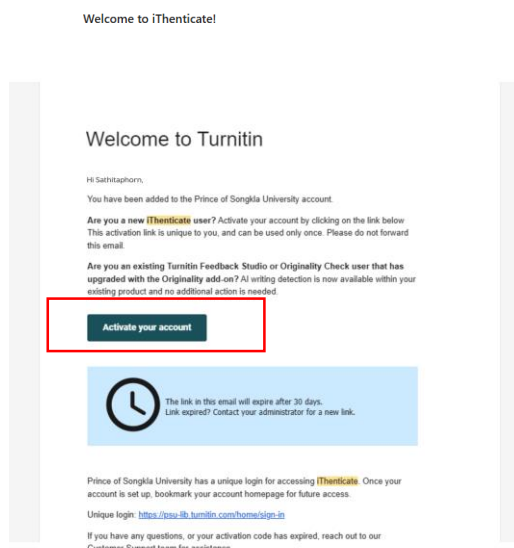 Welcome to iThenticate!
Welcome to Turnitin
Hi Sathitaphorn,
You have been added to the Prince of Songkla University account.
Are you a new iThenticate user? Activate your account by clicking on the link below
This activation link is unique to you, and can be used only once. Please do not forward
this email.
Are you an existing Turnitin Feedback Studio or Originality Check user that has
upgraded with the Originality add-on? AI writing detection is now available within your
existing product and no additional action is needed.
Activate your account
The link in this email will expire after 30 days.
Link expired? Contact your administrator for a new link.
Prince of Songkla University has a unique login for accessing iThenticate. Once your
account is set up, bookmark your account homepage for future access.
Unique login: https://psu-lib.turnitin.com/home/sign-in
If you have any questions, or your activation code has expired, reach out to our
Customer Support team for assistance